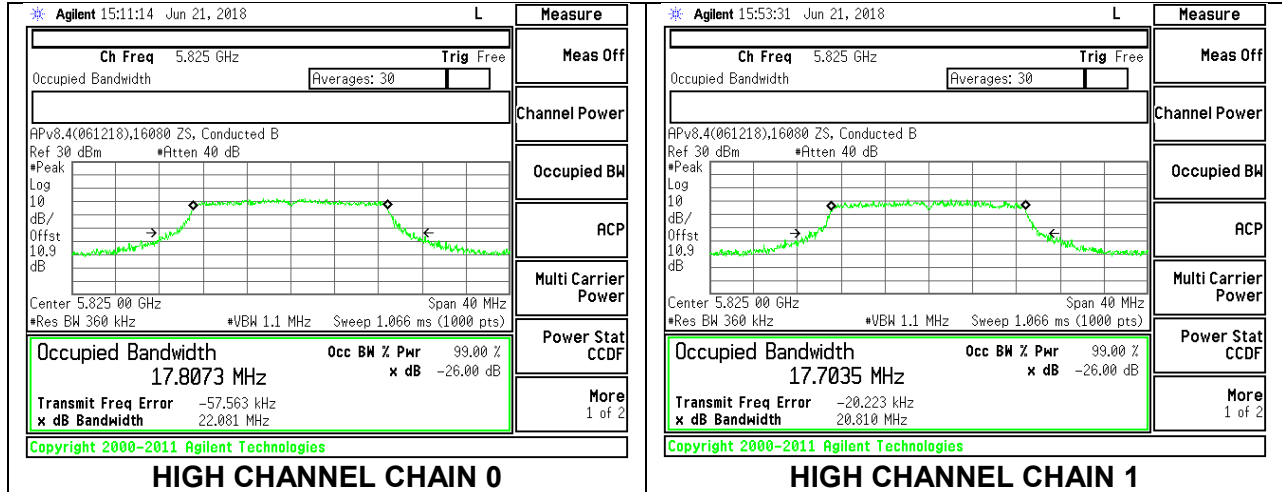 Agilent 15:11:14 Jun 21, 2018 L Measure
Ch Freq 5.825 GHz Trig Free
Meas Off
Occupied Bandwidth Averages: 30
Channel Power
APv8.4(061218),16080 ZS, Conducted B
Ref 30 dBm #Atten 40 dB
#Peak
Log
10
dB/
Offst
10.9
dB
Occupied BW
ACP
Multi Carrier
Power
Center 5.825 00 GHz Span 40 MHz
#Res BW 360 kHz #VBW 1.1 MHz Sweep 1.066 ms (1000 pts)
Power Stat
CCDF
Occupied Bandwidth Occ BW % Pwr 99.00 %
17.8073 MHz x dB -26.00 dB
Transmit Freq Error -57.563 kHz
x dB Bandwidth 22.081 MHz
More
1 of 2
Copyright 2000-2011 Agilent Technologies
HIGH CHANNEL CHAIN 0
Agilent 15:53:31 Jun 21, 2018 L Measure
Ch Freq 5.825 GHz Trig Free
Meas Off
Occupied Bandwidth Averages: 30
Channel Power
APv8.4(061218),16080 ZS, Conducted B
Ref 30 dBm #Atten 40 dB
#Peak
Log
10
dB/
Offst
10.9
dB
Occupied BW
ACP
Multi Carrier
Power
Center 5.825 00 GHz Span 40 MHz
#Res BW 360 kHz #VBW 1.1 MHz Sweep 1.066 ms (1000 pts)
Power Stat
CCDF
Occupied Bandwidth Occ BW % Pwr 99.00 %
17.7035 MHz x dB -26.00 dB
Transmit Freq Error -20.223 kHz
x dB Bandwidth 20.810 MHz
More
1 of 2
Copyright 2000-2011 Agilent Technologies
HIGH CHANNEL CHAIN 1